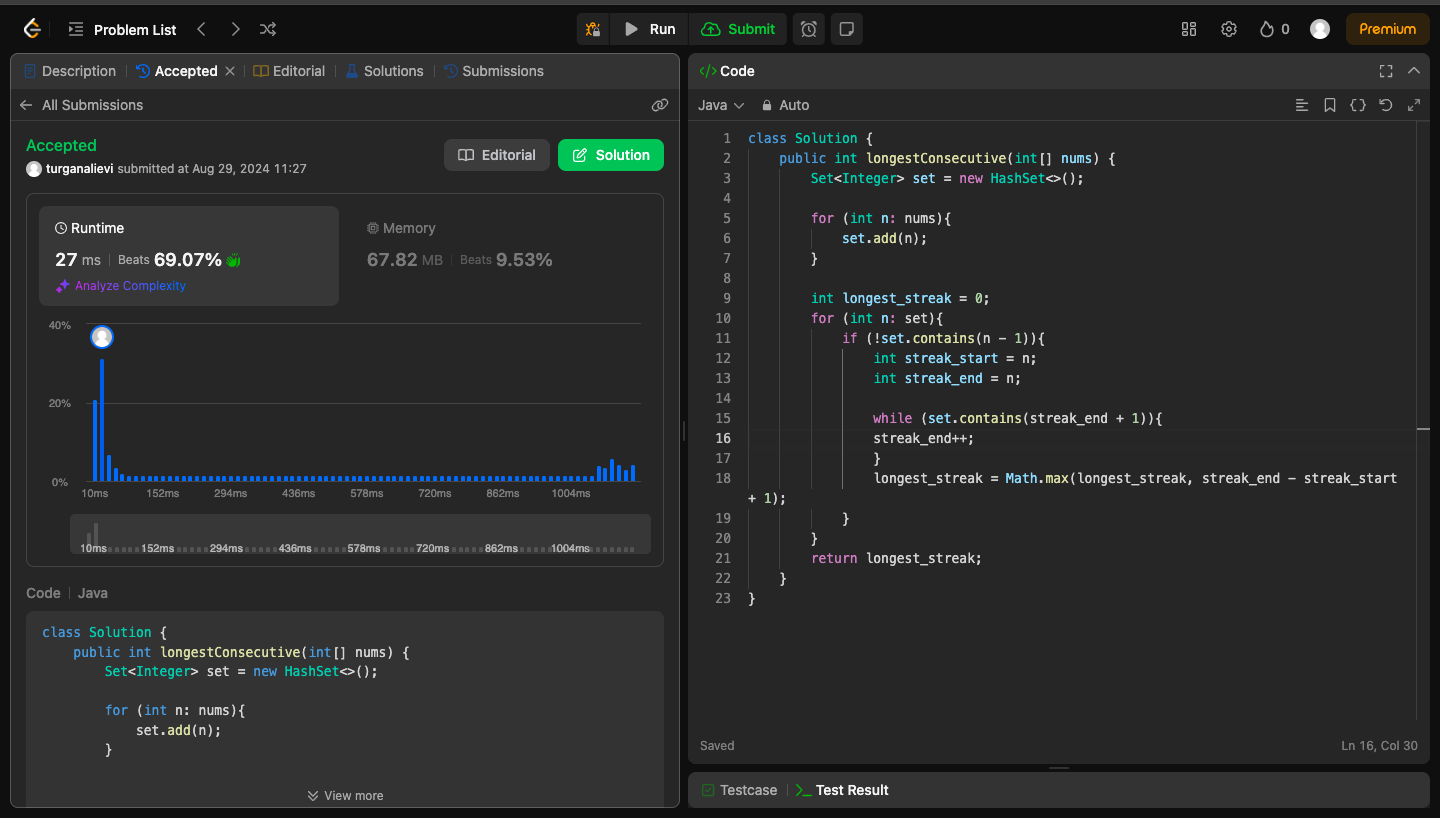 Problem List
Run
Submit
0
Premium
Description
Accepted
Editorial
Solutions
Submissions
All Submissions
Accepted
turganalievi submitted at Aug 29, 2024 11:27
Editorial
Solution
Runtime
27 ms
Beats 69.07%
Analyze Complexity
Memory
67.82 MB
Beats 9.53%
40%
20%
0%
10ms 152ms 294ms 436ms 578ms 720ms 862ms 1004ms
10ms 152ms 294ms 436ms 578ms 720ms 862ms 1004ms
Code
Java
class Solution {
    public int longestConsecutive(int[] nums) {
        Set<Integer> set = new HashSet<>();
        for (int n: nums){
            set.add(n);
        }
View more
</> Code
Java
Auto
1 class Solution {
2     public int longestConsecutive(int[] nums) {
3         Set<Integer> set = new HashSet<>();
4
5         for (int n: nums){
6             set.add(n);
7         }
8
9         int longest_streak = 0;
10         for (int n: set){
11             if (!set.contains(n - 1)){
12                 int streak_start = n;
13                 int streak_end = n;
14
15                 while (set.contains(streak_end + 1)){
16                 streak_end++;
17                 }
18                 longest_streak = Math.max(longest_streak, streak_end - streak_start
+ 1);
19             }
20         }
21         return longest_streak;
22     }
23 }
Saved
Ln 16, Col 30
Testcase
Test Result